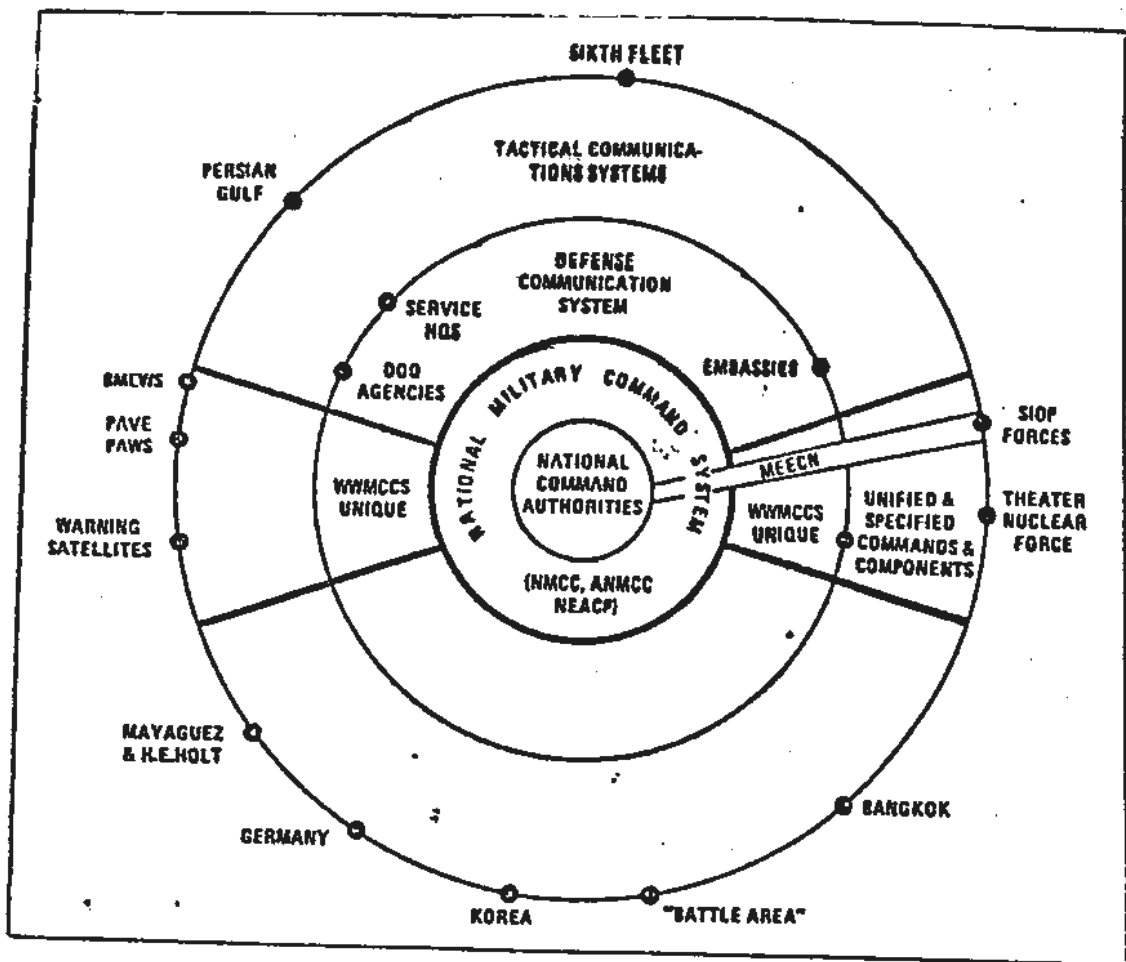 SIXTH FLEET
TACTICAL COMMUNICA-
TIONS SYSTEMS
PERSIAN
GULF
DEFENSE
COMMUNICATION
SYSTEM
SERVICE
HQS
DOD
AGENCIES
EMBASSIES
BMEWS
PAVE
PAWS
WARNING
SATELLITES
WWMCCS
UNIQUE
NATIONAL MILITARY COMMAND SYSTEM
NATIONAL
COMMAND
AUTHORITIES
(NMCC, ANMCC
NEACP)
MEECN
WWMCCS
UNIQUE
UNIFIED &
SPECIFIED
COMMANDS &
COMPONENTS
SIOP
FORCES
THEATER
NUCLEAR
FORCE
MAYAGUEZ
& H.E.HOLT
GERMANY
KOREA
"BATTLE AREA"
BANGKOK